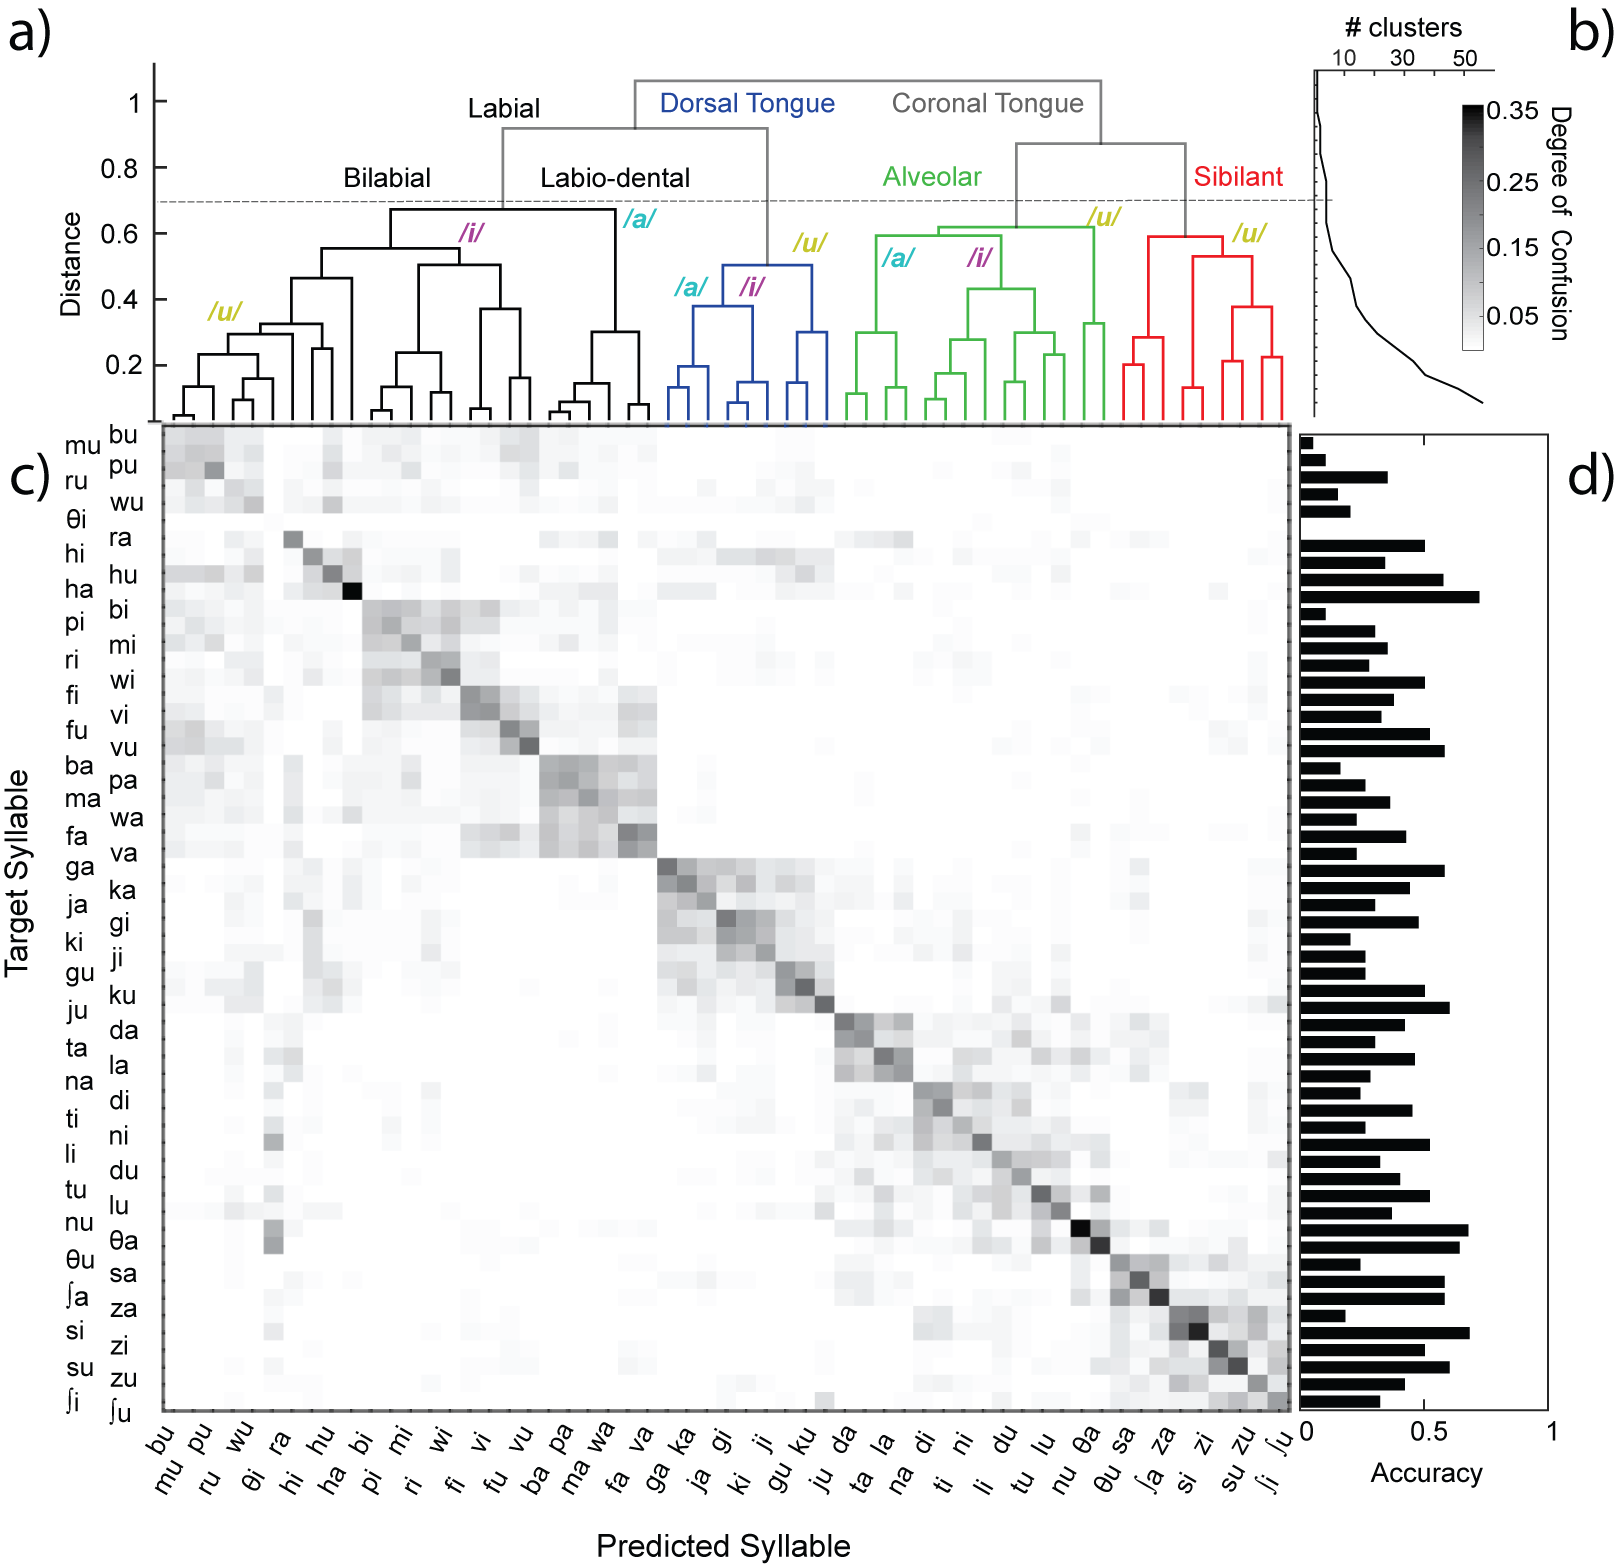 a)
b)
# clusters
10 30 50
Labial
Dorsal Tongue
Coronal Tongue
Bilabial
Labio-dental
Alveolar
Sibilant
/u/
/i/
/a/
/a/
/i/
/u/
/a/
/i/
/u/
/u/
Distance
1
0.8
0.6
0.4
0.2
0.35
0.25
0.15
0.05
Degree of Confusion
c)
d)
Target Syllable
bu
mu
pu
ru
wu
θi
ra
hi
hu
ha
bi
pi
mi
ri
wi
fi
vi
fu
vu
ba
pa
ma
wa
fa
va
ga
ka
ja
gi
ki
ji
gu
ku
ju
da
ta
la
na
di
ti
ni
li
du
tu
lu
nu
θa
θu
sa
ʃa
za
si
zi
su
zu
ʃi
ʃu
bu pu wu ra hu bi mi wi vi vu pa wa va ka gi ji ku da la di ni du lu θa sa za zi zu ʃu
mu ru θi hi ha pi ri fi fu ba ma fa ga ja ki gu ju ta na ti li tu nu θu ʃa si su ʃi
Predicted Syllable
0 0.5 1
Accuracy